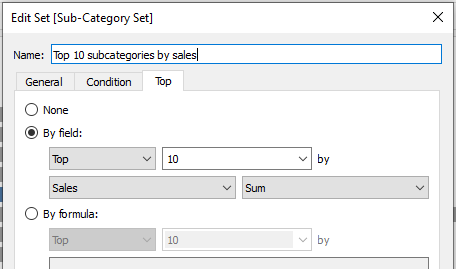 Edit Set [Sub-Category Set]
Name: Top 10 subcategories by sales
General Condition Top
None
By field:
Top 10 by
Sales Sum
By formula:
Top 10 by